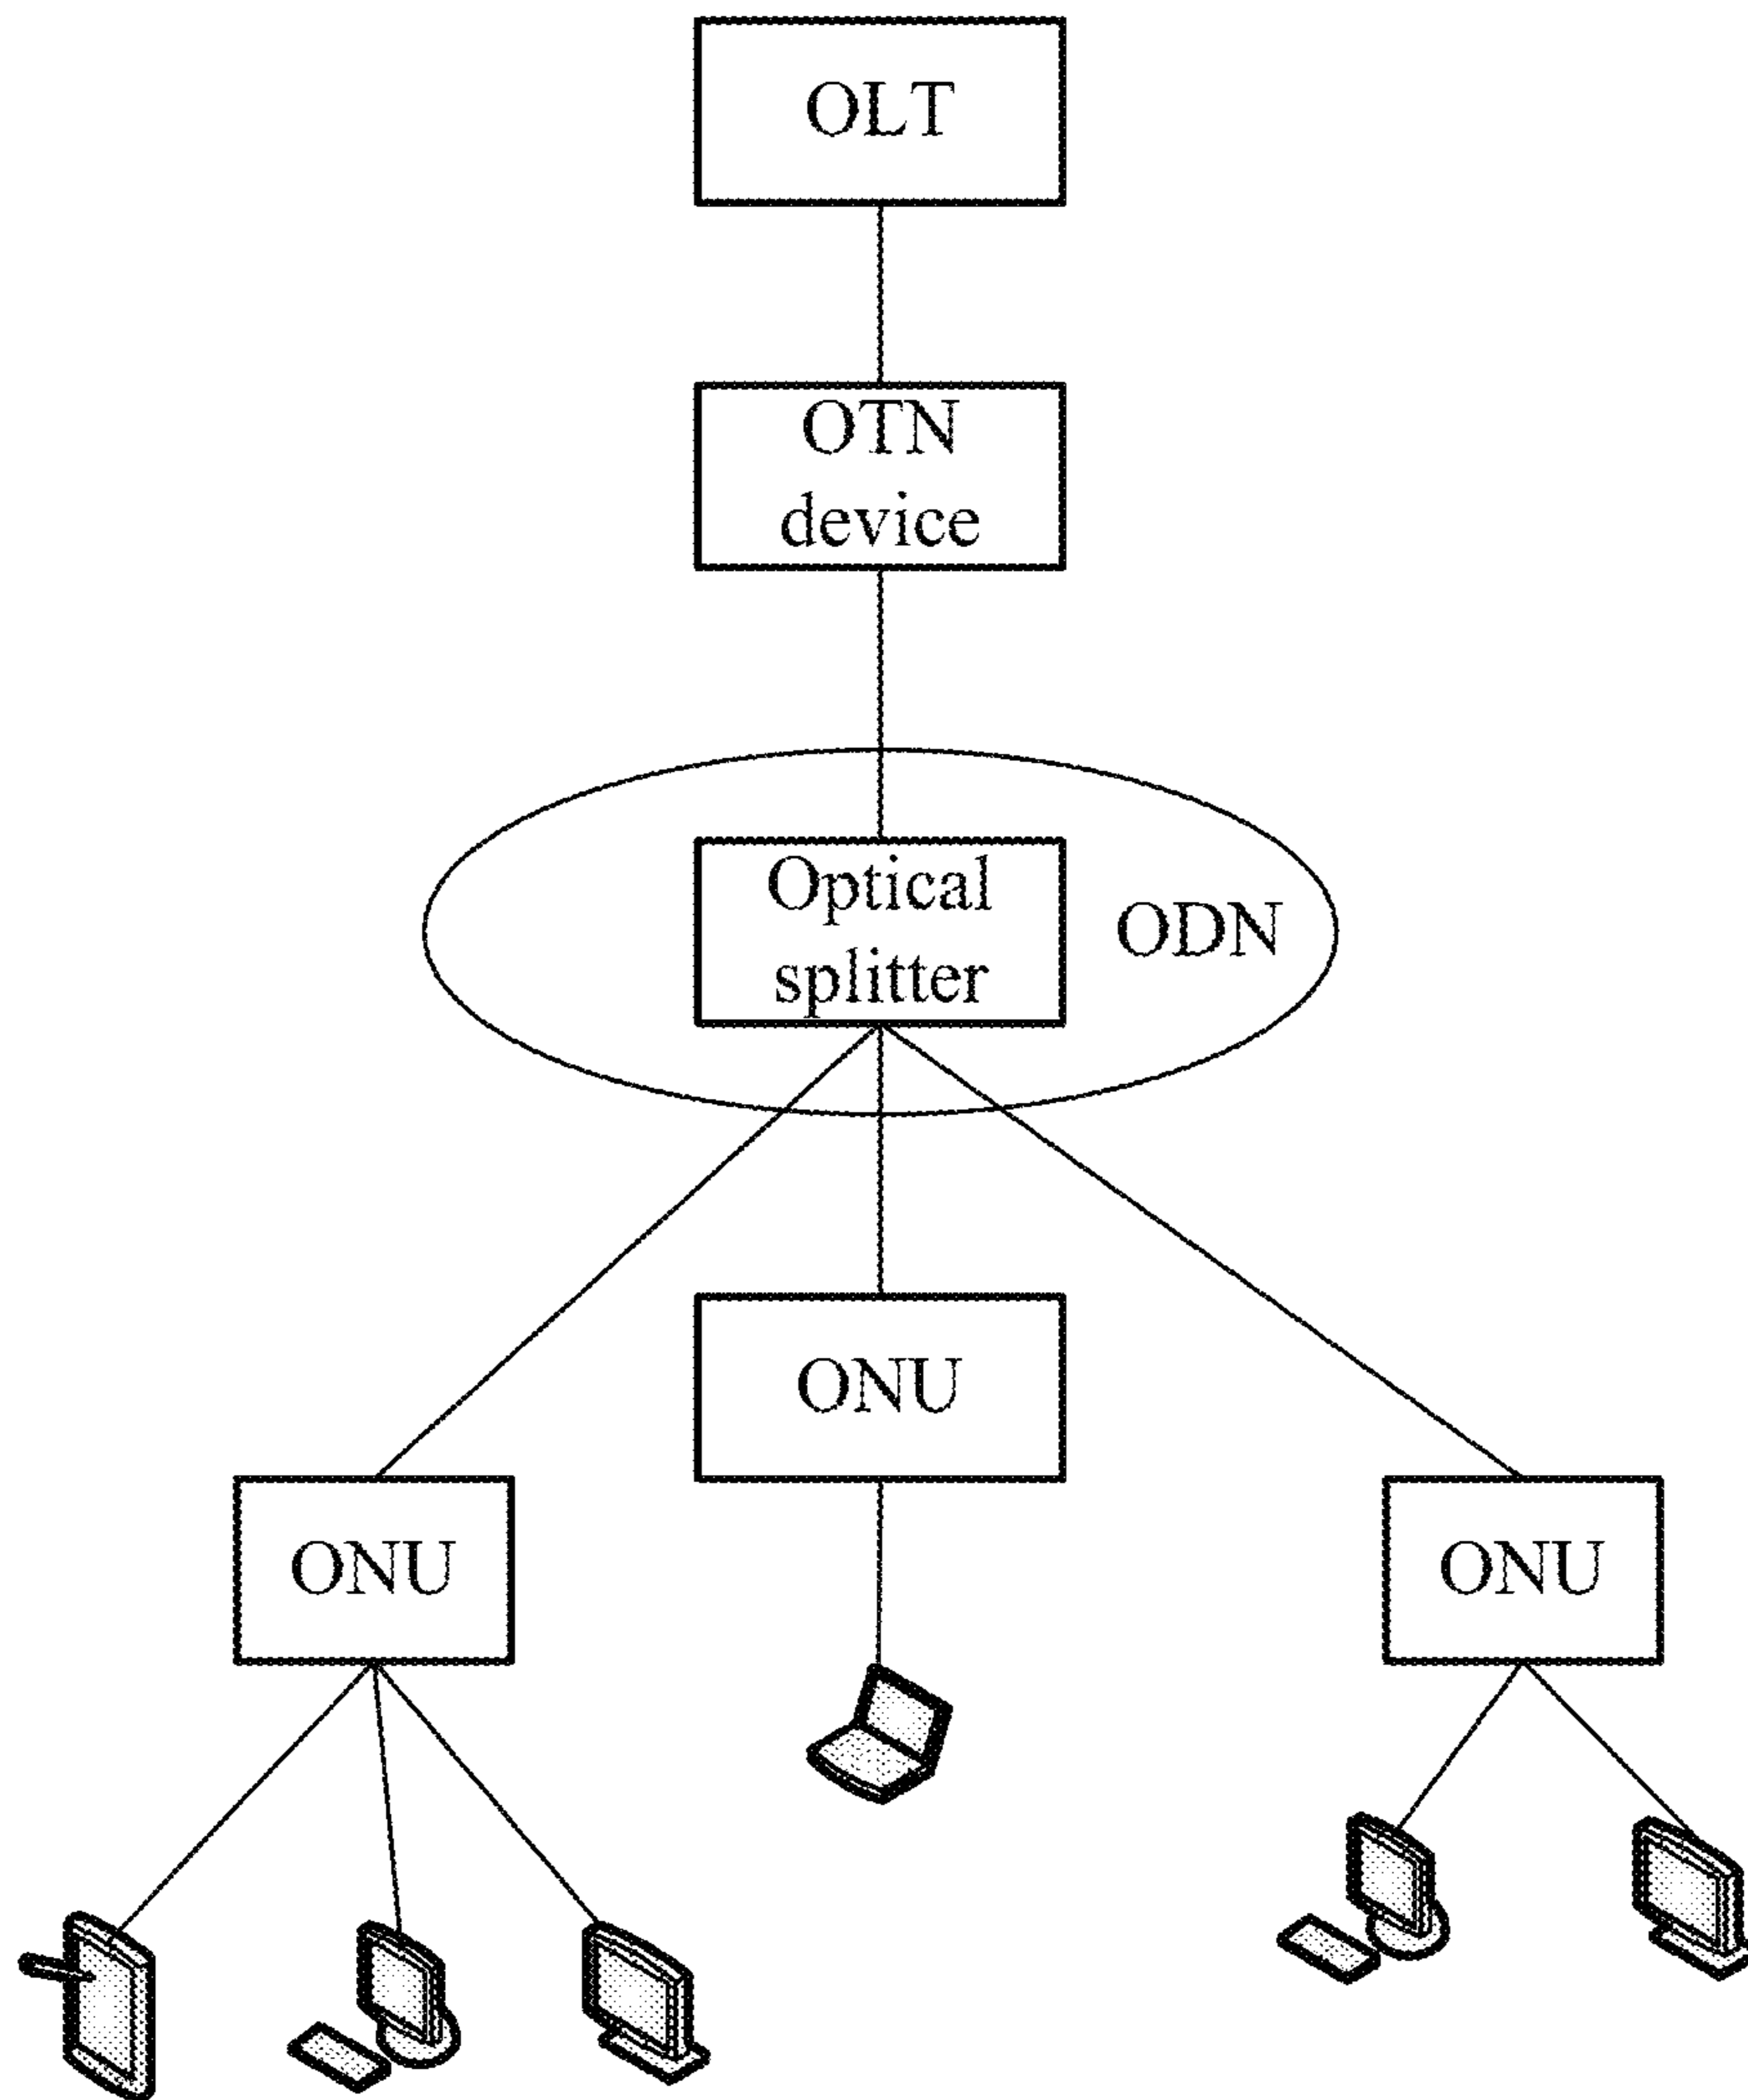 OLT
OTN
device
Optical
splitter
ODN
ONU
ONU
ONU